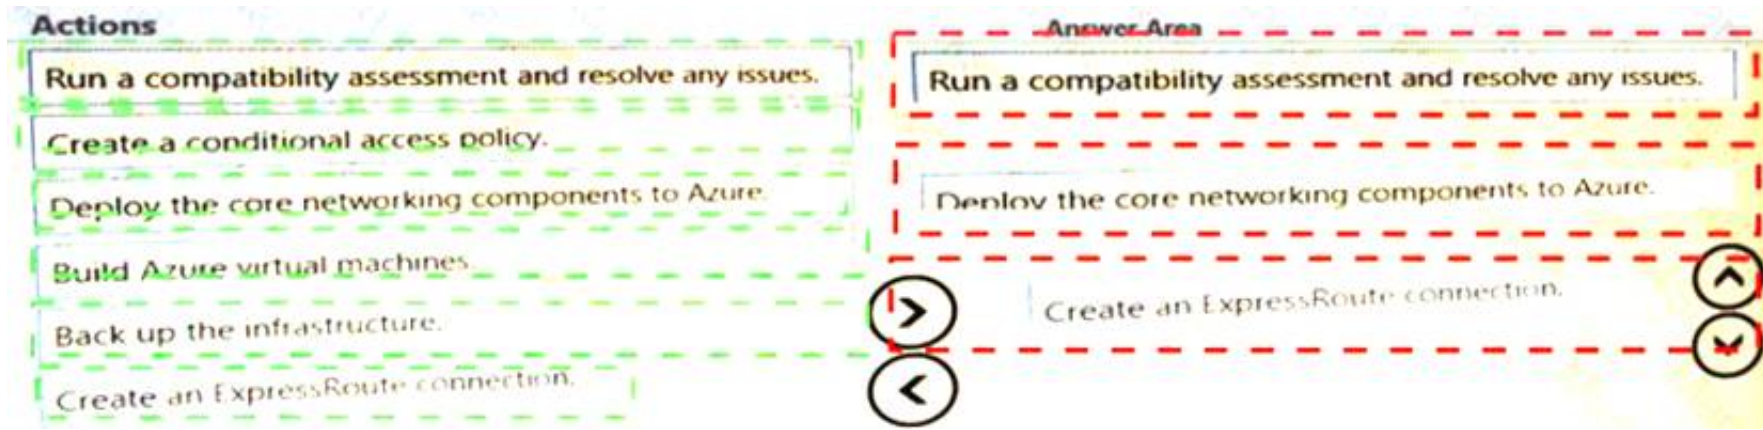 Actions
Run a compatibility assessment and resolve any issues.
Create a conditional access policy.
Deploy the core networking components to Azure.
Build Azure virtual machines.
Back up the infrastructure.
Create an ExpressRoute connection.
Answer Area
Run a compatibility assessment and resolve any issues.
Deploy the core networking components to Azure.
Create an ExpressRoute connection.